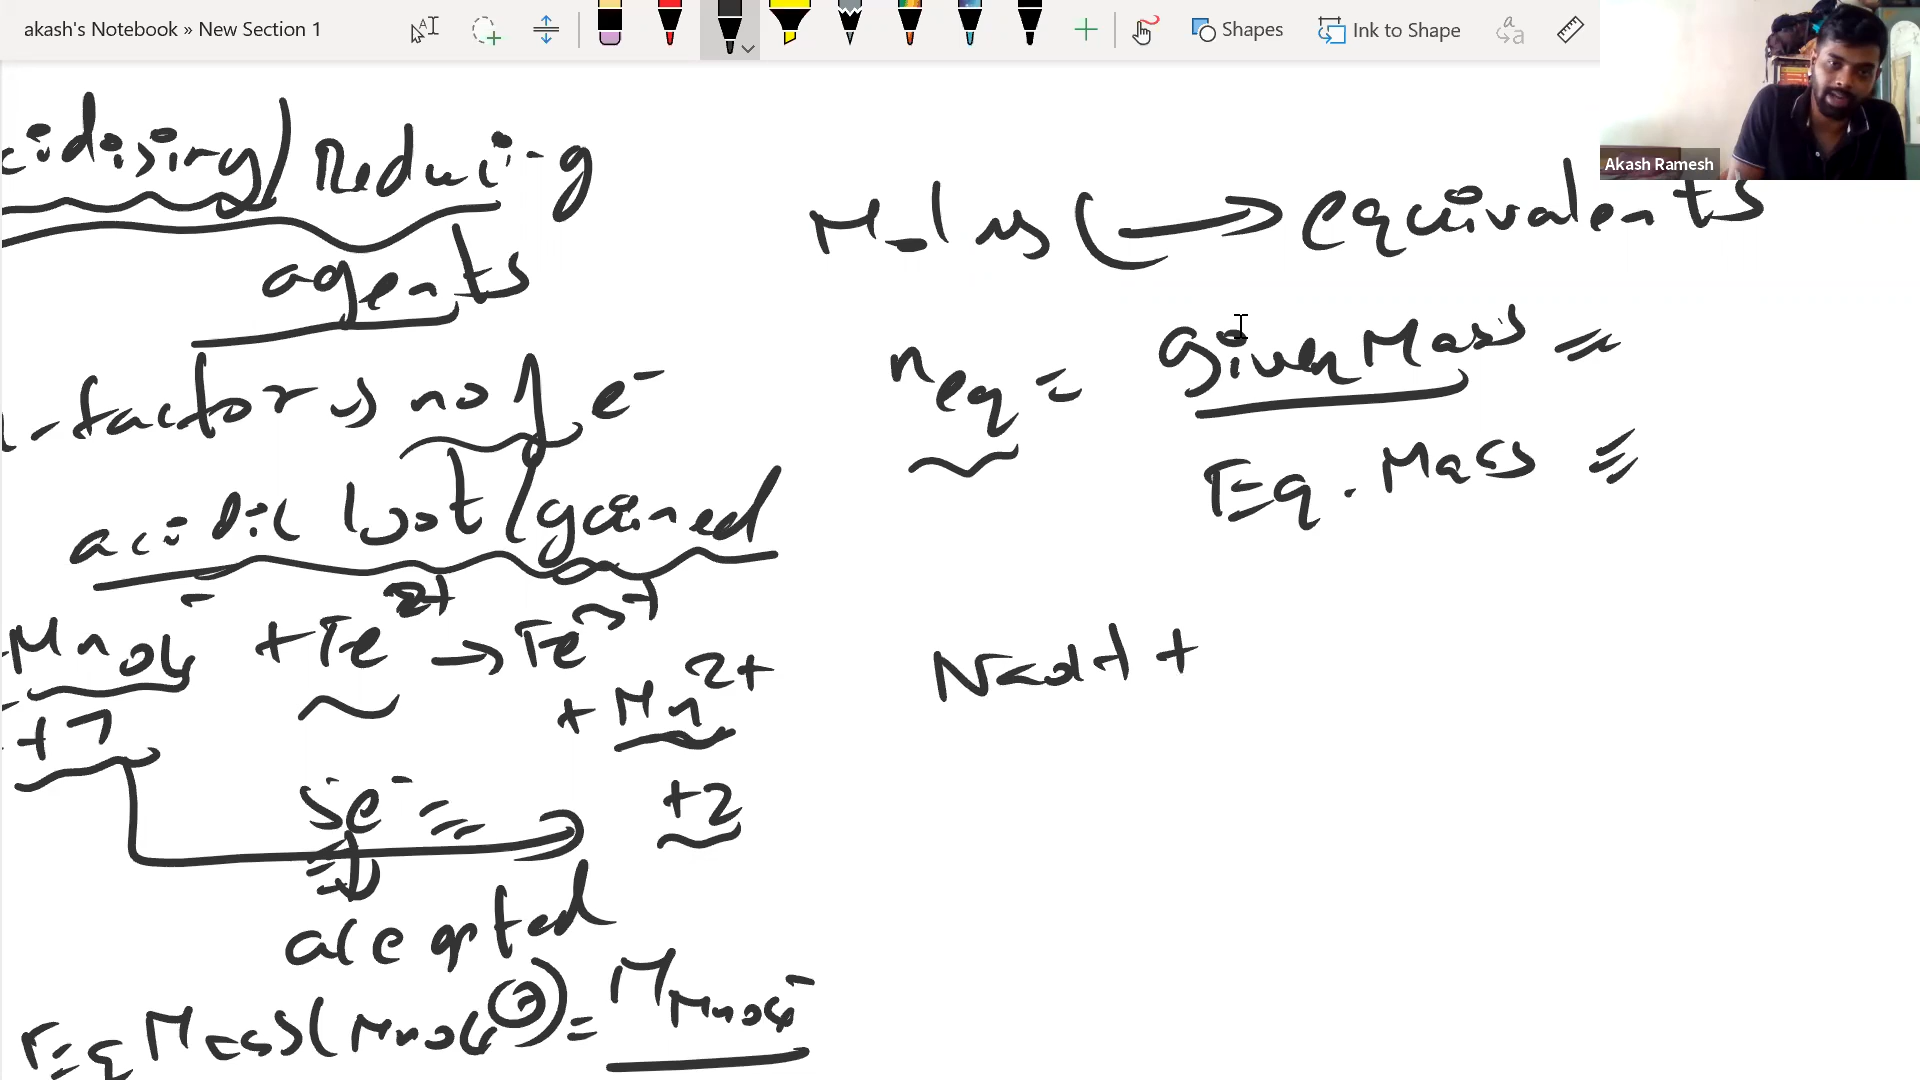 akash's Notebook » New Section 1
Shapes
Ink to Shape
Akash Ramesh
cidising/Reducing
agents
-factor is no of e⁻
acidic lost/gained
MnO4⁻ + Fe²⁺ → Fe³⁺
+ Mn²⁺
+7
+2
5e⁻
accepted
Eq Mass(MnO4⁻) = M MnO4⁻
Moles → equivalents
neq = Given Mass
Eq. Mass
NaOH +